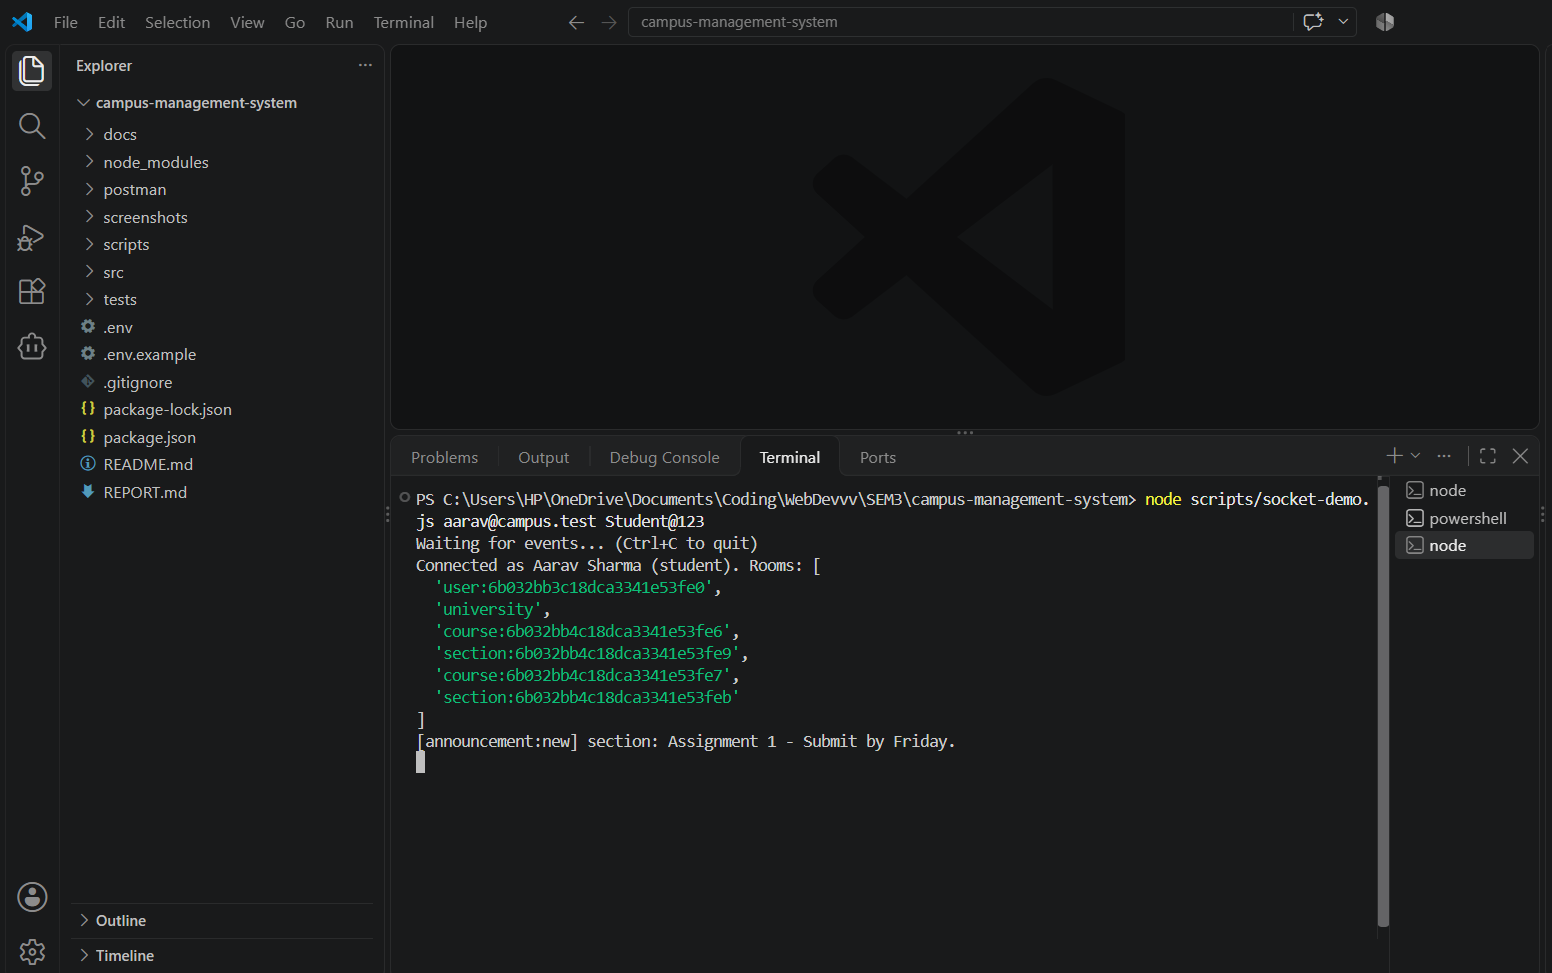 File Edit Selection View Go Run Terminal Help
campus-management-system
Explorer
campus-management-system
docs
node_modules
postman
screenshots
scripts
src
tests
.env
.env.example
.gitignore
package-lock.json
package.json
README.md
REPORT.md
Outline
Timeline
Problems Output Debug Console Terminal Ports
PS C:\Users\HP\OneDrive\Documents\Coding\WebDevvv\SEM3\campus-management-system> node scripts/socket-demo.
js aarav@campus.test Student@123
Waiting for events... (Ctrl+C to quit)
Connected as Aarav Sharma (student). Rooms: [
'user:6b032bb3c18dca3341e53fe0',
'university',
'course:6b032bb4c18dca3341e53fe6',
'section:6b032bb4c18dca3341e53fe9',
'course:6b032bb4c18dca3341e53fe7',
'section:6b032bb4c18dca3341e53feb'
]
[announcement:new] section: Assignment 1 - Submit by Friday.
node
powershell
node